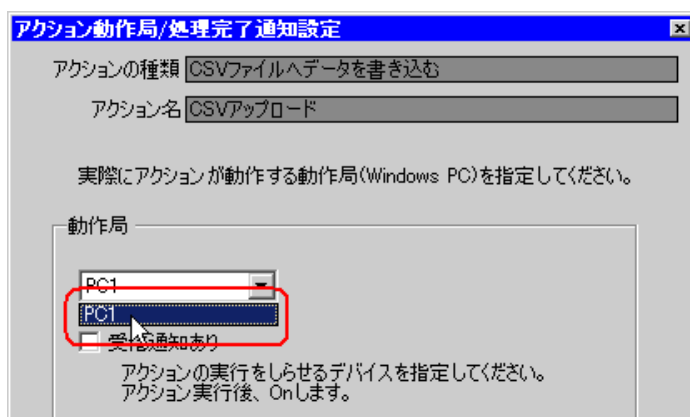 アクション動作局/処理完了通知設定
アクションの種類 CSVファイルへデータを書き込む
アクション名 CSVアップロード
実際にアクションが動作する動作局(Windows PC)を指定してください。
動作局
PC1
PC1
受信通知あり
アクションの実行をしらせるデバイスを指定してください。
アクション実行後、Onします。